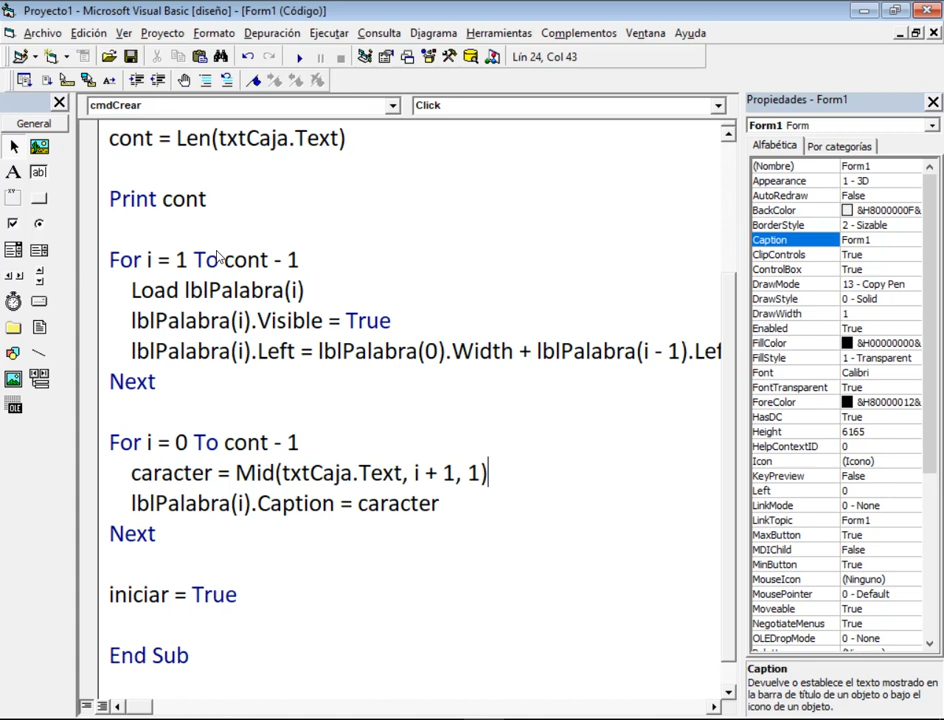 Proyecto1 - Microsoft Visual Basic [diseño] - [Form1 (Código)]
Archivo Edición Ver Proyecto Formato Depuración Ejecutar Consulta Diagrama Herramientas Complementos Ventana Ayuda
Lín 24, Col 43
General
cmdCrear
Click
cont = Len(txtCaja.Text)
Print cont
For i = 1 To cont - 1
Load lblPalabra(i)
lblPalabra(i).Visible = True
lblPalabra(i).Left = lblPalabra(0).Width + lblPalabra(i - 1).Lef
Next
For i = 0 To cont - 1
caracter = Mid(txtCaja.Text, i + 1, 1)
lblPalabra(i).Caption = caracter
Next
iniciar = True
End Sub
Propiedades - Form1
Form1 Form
Alfabética Por categorías
(Nombre) Form1
Appearance 1 - 3D
AutoRedraw False
BackColor &H8000000F&
BorderStyle 2 - Sizable
Caption Form1
ClipControls True
ControlBox True
DrawMode 13 - Copy Pen
DrawStyle 0 - Solid
DrawWidth 1
Enabled True
FillColor &H00000000&
FillStyle 1 - Transparent
Font Calibri
FontTransparent True
ForeColor &H80000012&
HasDC True
Height 6165
HelpContextID 0
Icon (Icono)
KeyPreview False
Left 0
LinkMode 0 - None
LinkTopic Form1
MaxButton True
MDIChild False
MinButton True
MouseIcon (Ninguno)
MousePointer 0 - Default
Moveable True
NegotiateMenus True
OLEDropMode 0 - None
Caption
Devuelve o establece el texto mostrado en
la barra de título de un objeto o bajo el
icono de un objeto.